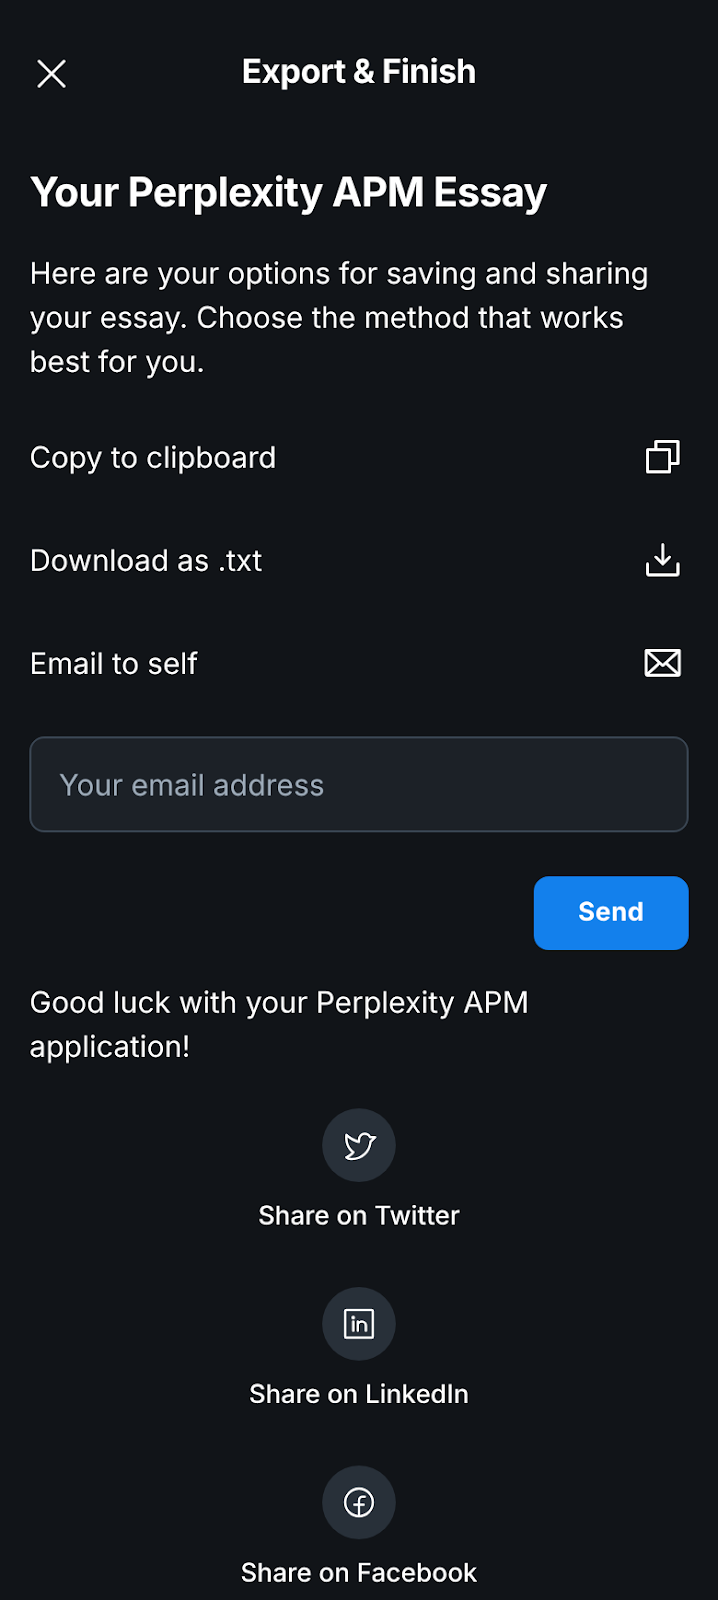 Export & Finish
Your Perplexity APM Essay
Here are your options for saving and sharing
your essay. Choose the method that works
best for you.
Copy to clipboard
Download as .txt
Email to self
Your email address
Send
Good luck with your Perplexity APM
application!
Share on Twitter
in
Share on LinkedIn
Share on Facebook